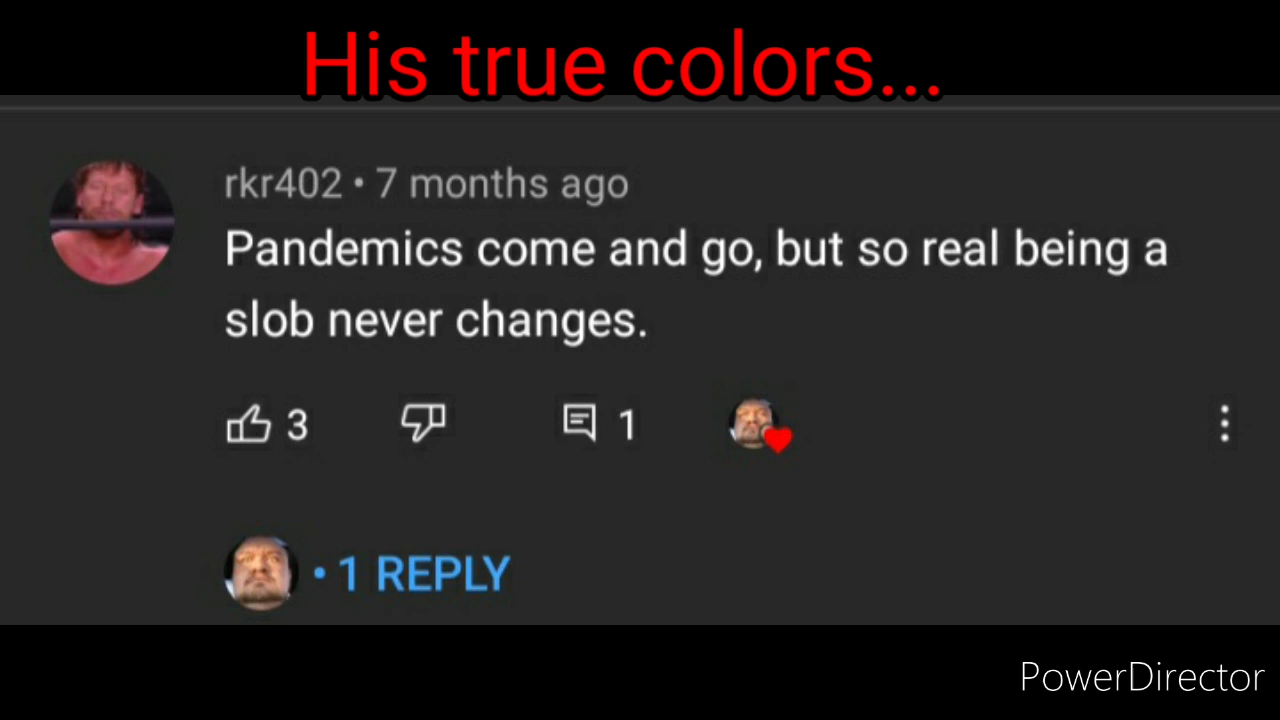 His true colors...
rkr402 • 7 months ago
Pandemics come and go, but so real being a
slob never changes.
3 1
• 1 REPLY
PowerDirector